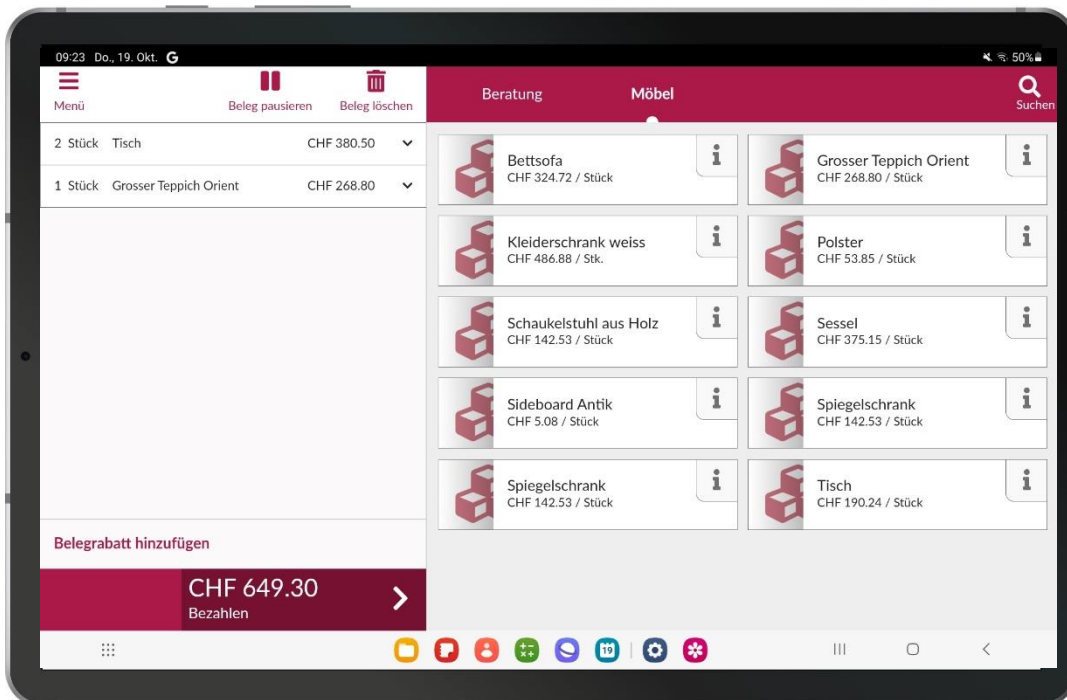 09:23 Do., 19. Okt. G
50%
Menü
Beleg pausieren
Beleg löschen
2 Stück Tisch CHF 380.50
1 Stück Grosser Teppich Orient CHF 268.80
Belegrabatt hinzufügen
CHF 649.30
Bezahlen
Beratung
Möbel
Suchen
Bettsofa
CHF 324.72 / Stück
Grosser Teppich Orient
CHF 268.80 / Stück
Kleiderschrank weiss
CHF 486.88 / Stk.
Polster
CHF 53.85 / Stück
Schaukelstuhl aus Holz
CHF 142.53 / Stück
Sessel
CHF 375.15 / Stück
Sideboard Antik
CHF 5.08 / Stück
Spiegelschrank
CHF 142.53 / Stück
Spiegelschrank
CHF 142.53 / Stück
Tisch
CHF 190.24 / Stück
19